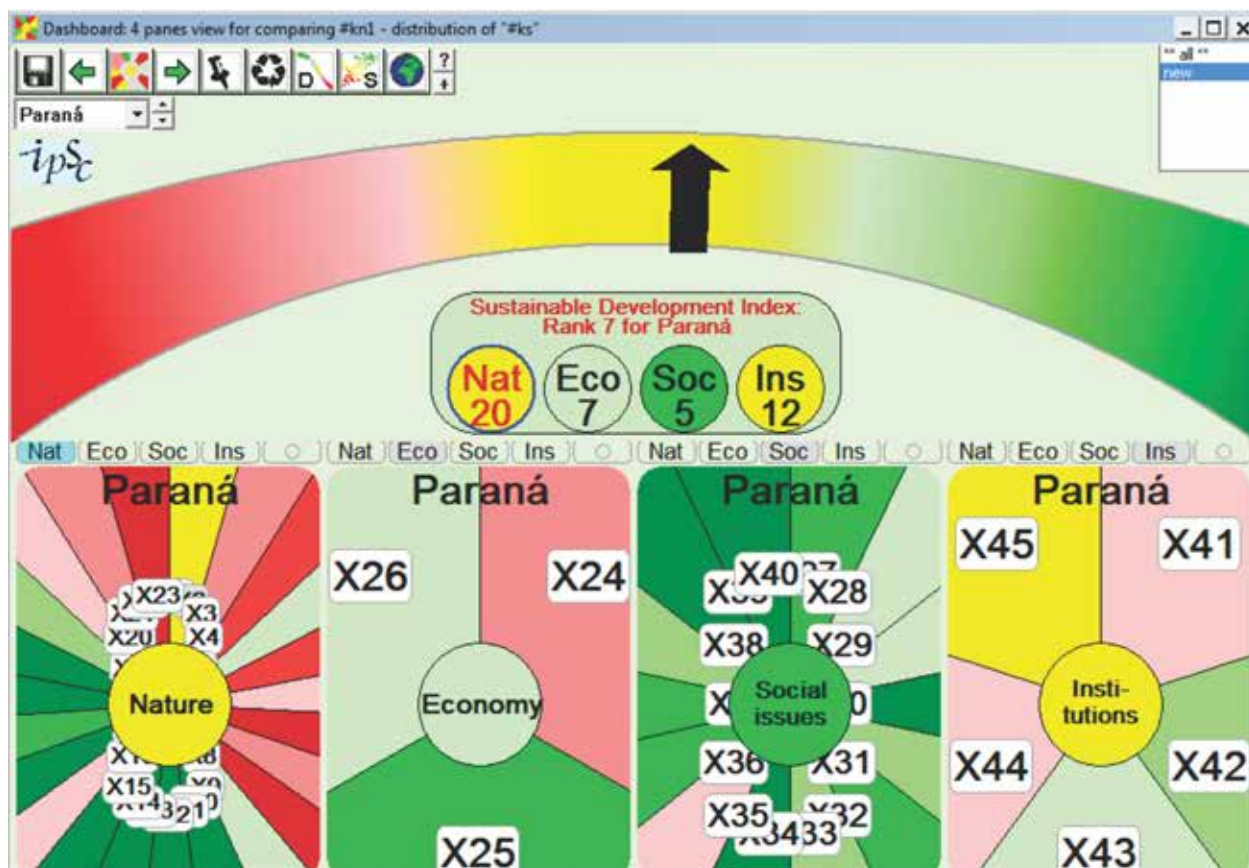 Dashboard: 4 panes view for comparing #kn1 - distribution of "#ks"
** all **
new
D
S
?
+
Paraná
ipsc
Sustainable Development Index:
Rank 7 for Paraná
Nat Eco Soc Ins
20 7 5 12
Nat Eco Soc Ins Nat Eco Soc Ins Nat Eco Soc Ins Nat Eco Soc Ins
Paraná Paraná Paraná Paraná
X23
X3
X4
X20
X15
Nature
X26
X24
Economy
X25
X40
X28
X38
X29
Social
issues
X36
X31
X35
X32
X45
X41
Insti-
tutions
X44
X42
X43